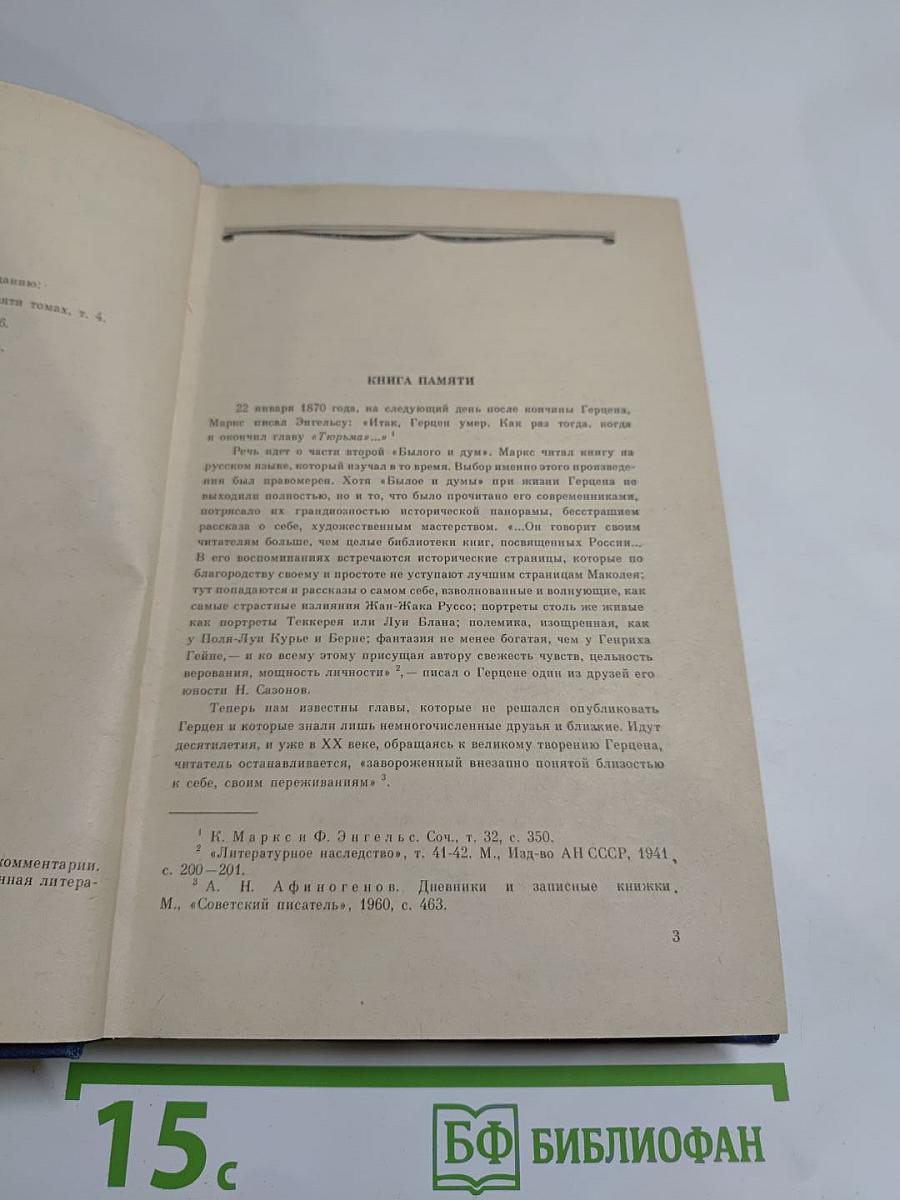 данию:
яти томах, т. 4.
6.
комментарии.
нная литера-
КНИГА ПАМЯТИ
22 января 1870 года, на следующий день после кончины Герцена,
Маркс писал Энгельсу: «Итак, Герцен умер. Как раз тогда, когда
я окончил главу «Тюрьма»...» 1
Речь идет о части второй «Былого и дум». Маркс читал книгу на
русском языке, который изучал в то время. Выбор именно этого произведе-
ния был правомерен. Хотя «Былое и думы» при жизни Герцена не
выходили полностью, но и то, что было прочитано его современниками,
потрясало их грандиозностью исторической панорамы, бесстрашием
рассказа о себе, художественным мастерством. «...Он говорит своим
читателям больше, чем целые библиотеки книг, посвященных России...
В его воспоминаниях встречаются исторические страницы, которые по
благородству своему и простоте не уступают лучшим страницам Маколея;
тут попадаются и рассказы о самом себе, взволнованные и волнующие, как
самые страстные излияния Жан-Жака Руссо; портреты столь же живые
как портреты Теккерея или Луи Блана; полемика, изощренная, как
у Поля-Луи Курье и Берне; фантазия не менее богатая, чем у Генриха
Гейне,— и ко всему этому присущая автору свежесть чувств, цельность
верования, мощность личности» 2,— писал о Герцене один из друзей его
юности Н. Сазонов.
Теперь нам известны главы, которые не решался опубликовать
Герцен и которые знали лишь немногочисленные друзья и близкие. Идут
десятилетия, и уже в XX веке, обращаясь к великому творению Герцена,
читатель останавливается, «завороженный внезапно понятой близостью
к себе, своим переживаниям» 3.
1 К. Маркс и Ф. Энгельс. Соч., т. 32, с. 350.
2 «Литературное наследство», т. 41-42. М., Изд-во АН СССР, 1941,
с. 200—201.
3 А. Н. Афиногенов. Дневники и записные книжки.
М., «Советский писатель», 1960, с. 463.
3
15 с
БФ БИБЛИОФАН